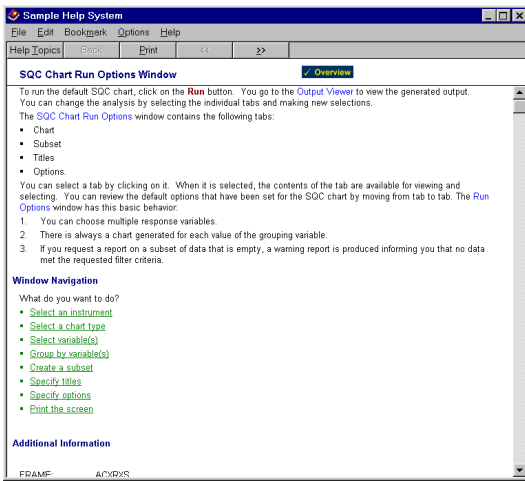 Sample Help System
File Edit Bookmark Options Help
Help Topics Back Print << >>
SQC Chart Run Options Window
✓ Overview
To run the default SQC chart, click on the Run button. You go to the Output Viewer to view the generated output.
You can change the analysis by selecting the individual tabs and making new selections.
The SQC Chart Run Options window contains the following tabs:
▪ Chart
▪ Subset
▪ Titles
▪ Options.
You can select a tab by clicking on it. When it is selected, the contents of the tab are available for viewing and
selecting. You can review the default options that have been set for the SQC chart by moving from tab to tab. The Run
Options window has this basic behavior:
1. You can choose multiple response variables.
2. There is always a chart generated for each value of the grouping variable.
3. If you request a report on a subset of data that is empty, a warning report is produced informing you that no data
met the requested filter criteria.
Window Navigation
What do you want to do?
▪ Select an instrument
▪ Select a chart type
▪ Select variable(s)
▪ Group by variable(s)
▪ Create a subset
▪ Specify titles
▪ Specify options
▪ Print the screen
Additional Information
FRAME: ACXRXS